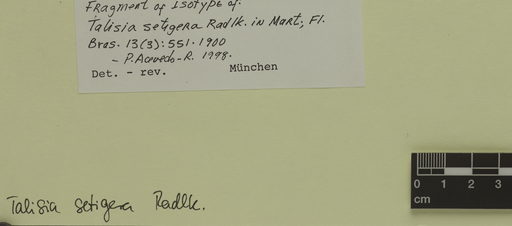 Fragment of Isotype of.
Talisia setigera Radlk. in Mart; Fl.
Bras. 13(3): 551. 1900
- P. Acevedo-R. 1998.
Det. - rev. München
0 1 2 3
cm
Talisia setigera Radlk.